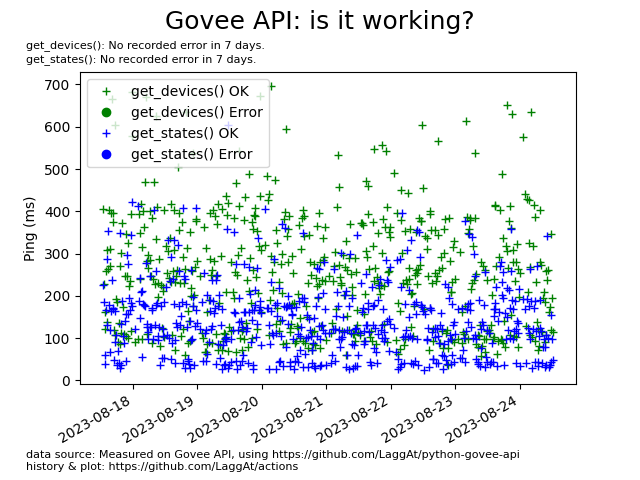 Govee API: is it working?
get_devices(): No recorded error in 7 days.
get_states(): No recorded error in 7 days.
700
600
500
400
300
200
100
0
Ping (ms)
get_devices() OK
get_devices() Error
get_states() OK
get_states() Error
2023-08-18
2023-08-19
2023-08-20
2023-08-21
2023-08-22
2023-08-23
2023-08-24
data source: Measured on Govee API, using https://github.com/LaggAt/python-govee-api
history & plot: https://github.com/LaggAt/actions